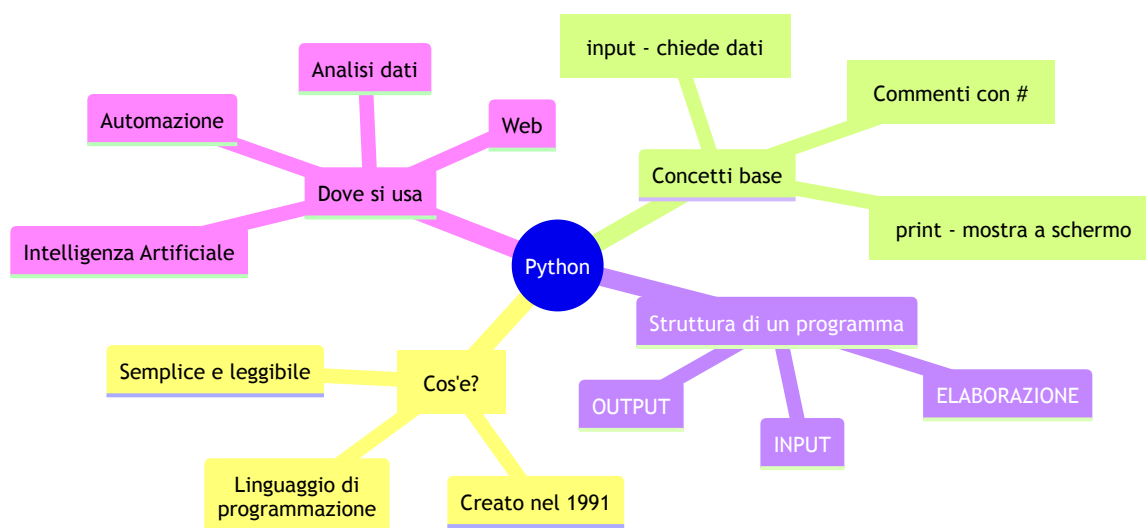 Python
Dove si usa
Analisi dati
Automazione
Web
Intelligenza Artificiale
Concetti base
input - chiede dati
Commenti con #
print - mostra a schermo
Cos'e?
Semplice e leggibile
Linguaggio di
programmazione
Creato nel 1991
Struttura di un programma
OUTPUT
INPUT
ELABORAZIONE